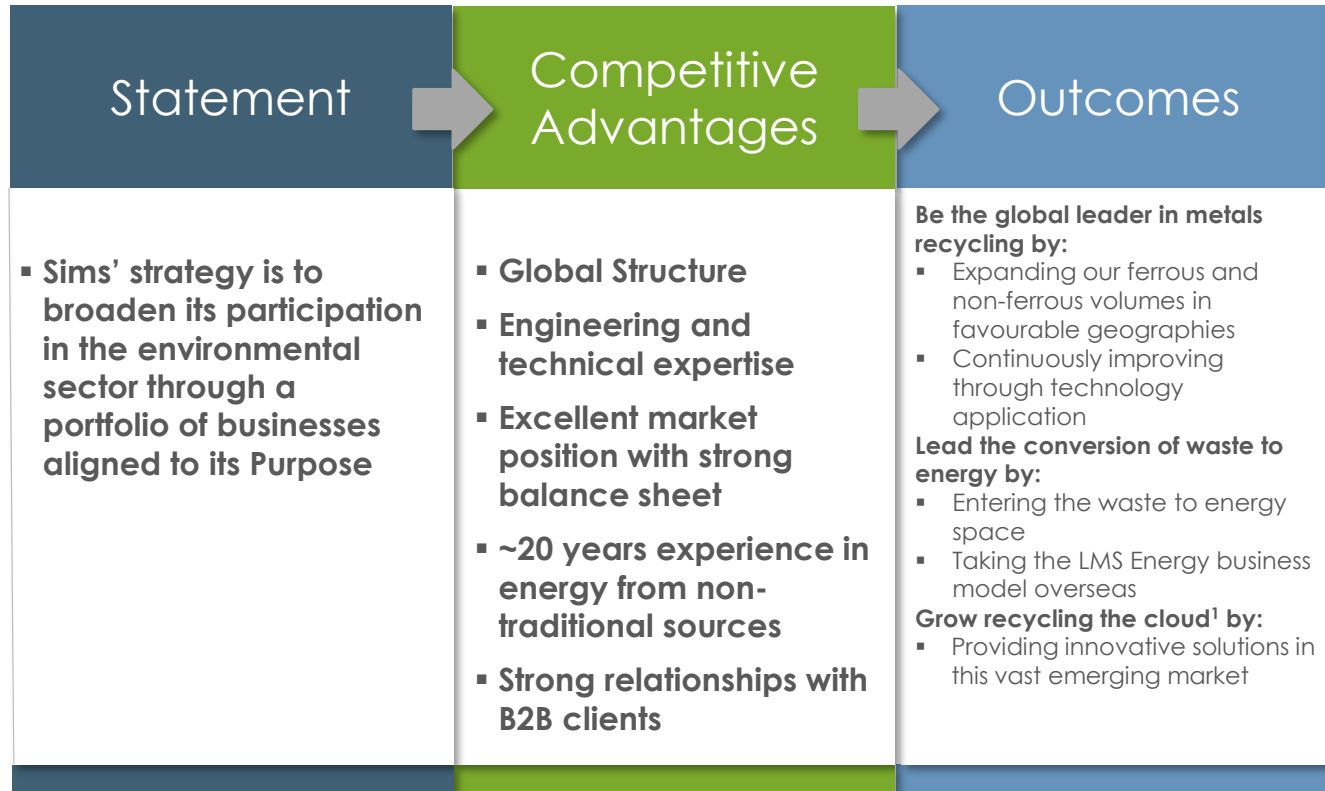 Statement
Competitive
Advantages
Outcomes
▪ Sims’ strategy is to
broaden its participation
in the environmental
sector through a
portfolio of businesses
aligned to its Purpose
▪ Global Structure
▪ Engineering and
technical expertise
▪ Excellent market
position with strong
balance sheet
▪ ~20 years experience in
energy from non-
traditional sources
▪ Strong relationships with
B2B clients
Be the global leader in metals
recycling by:
▪ Expanding our ferrous and
non-ferrous volumes in
favourable geographies
▪ Continuously improving
through technology
application
Lead the conversion of waste to
energy by:
▪ Entering the waste to energy
space
▪ Taking the LMS Energy business
model overseas
Grow recycling the cloud¹ by:
▪ Providing innovative solutions in
this vast emerging market